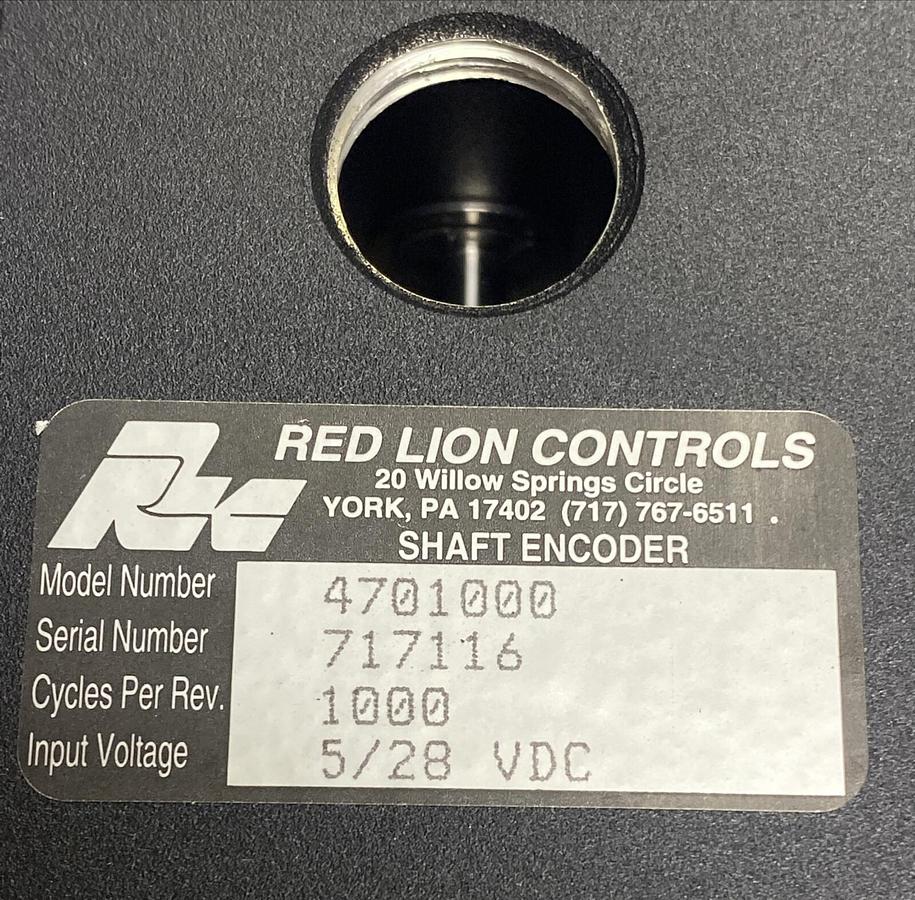 RLC
RED LION CONTROLS
20 Willow Springs Circle
YORK, PA 17402 (717) 767-6511 .
SHAFT ENCODER
Model Number 4701000
Serial Number 717116
Cycles Per Rev. 1000
Input Voltage 5/28 VDC